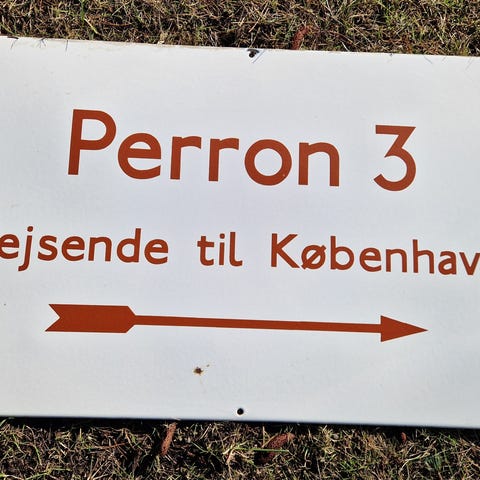 Perron 3
ejsende til Københav